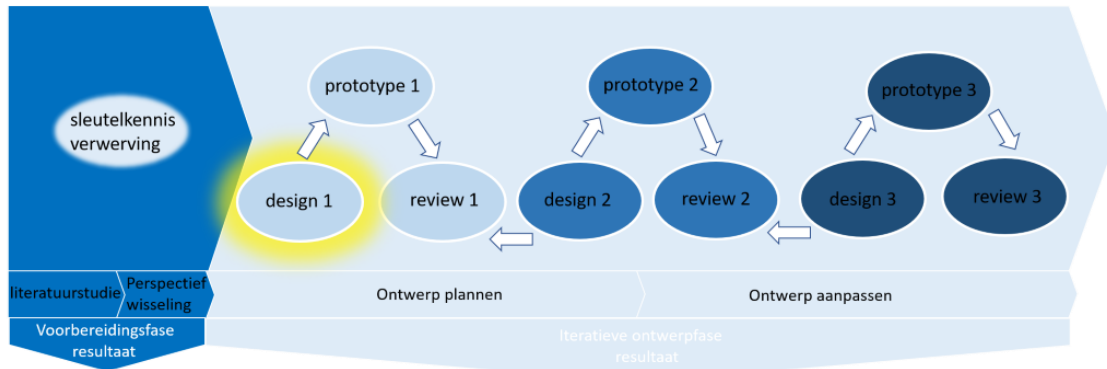 sleutelkennis
verwerving
prototype 1
design 1
review 1
prototype 2
design 2
review 2
prototype 3
design 3
review 3
literatuurstudie
Perspectief
wisseling
Ontwerp plannen
Ontwerp aanpassen
Voorbereidingsfase
resultaat
Iteratieve ontwerpfase
resultaat